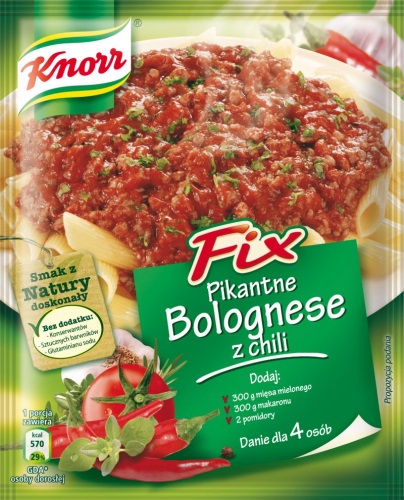 Knorr
Smak z
Natury
doskonały
Bez dodatku:
- Konserwantów
- Sztucznych barwników
- Glutaminianu sodu
Fix
Pikantne
Bolognese
z chili
Dodaj:
300 g mięsa mielonego
300 g makaronu
2 pomidory
Danie dla 4 osób
Propozycja podania
1 porcja
zawiera:
kcal
570
29%
GDA*
osoby dorosłej